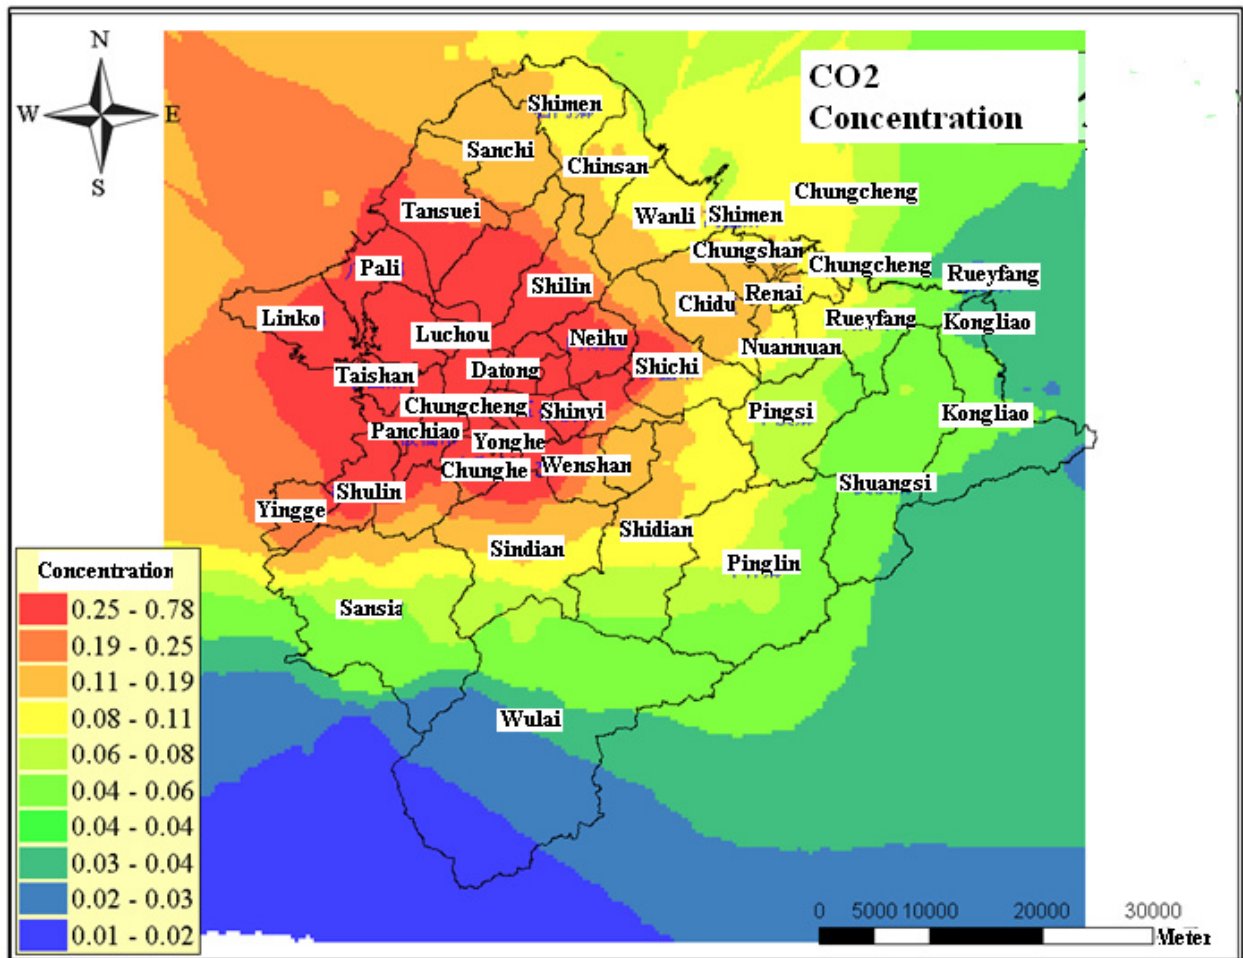 N
W
E
S
CO2
Concentration
Shimen
Sanchi
Chinsan
Chungcheng
Tansuei
Wanli
Shimen
Chungshan
Pali
Chungcheng
Rueyfang
Shilin
Renai
Chidu
Linko
Rueyfang
Kongliao
Luchou
Neihu
Nuannuan
Shichi
Taishan
Datong
Chungcheng
Shinyi
Pingsi
Kongliao
Panchiao
Yonghe
Chunghe
Wenshan
Shuangsi
Shulin
Yingge
Shidian
Sindian
Pinglin
Sansia
Wulai
Concentration
0.25 - 0.78
0.19 - 0.25
0.11 - 0.19
0.08 - 0.11
0.06 - 0.08
0.04 - 0.06
0.04 - 0.04
0.03 - 0.04
0.02 - 0.03
0.01 - 0.02
0 5000 10000 20000 30000
Meter